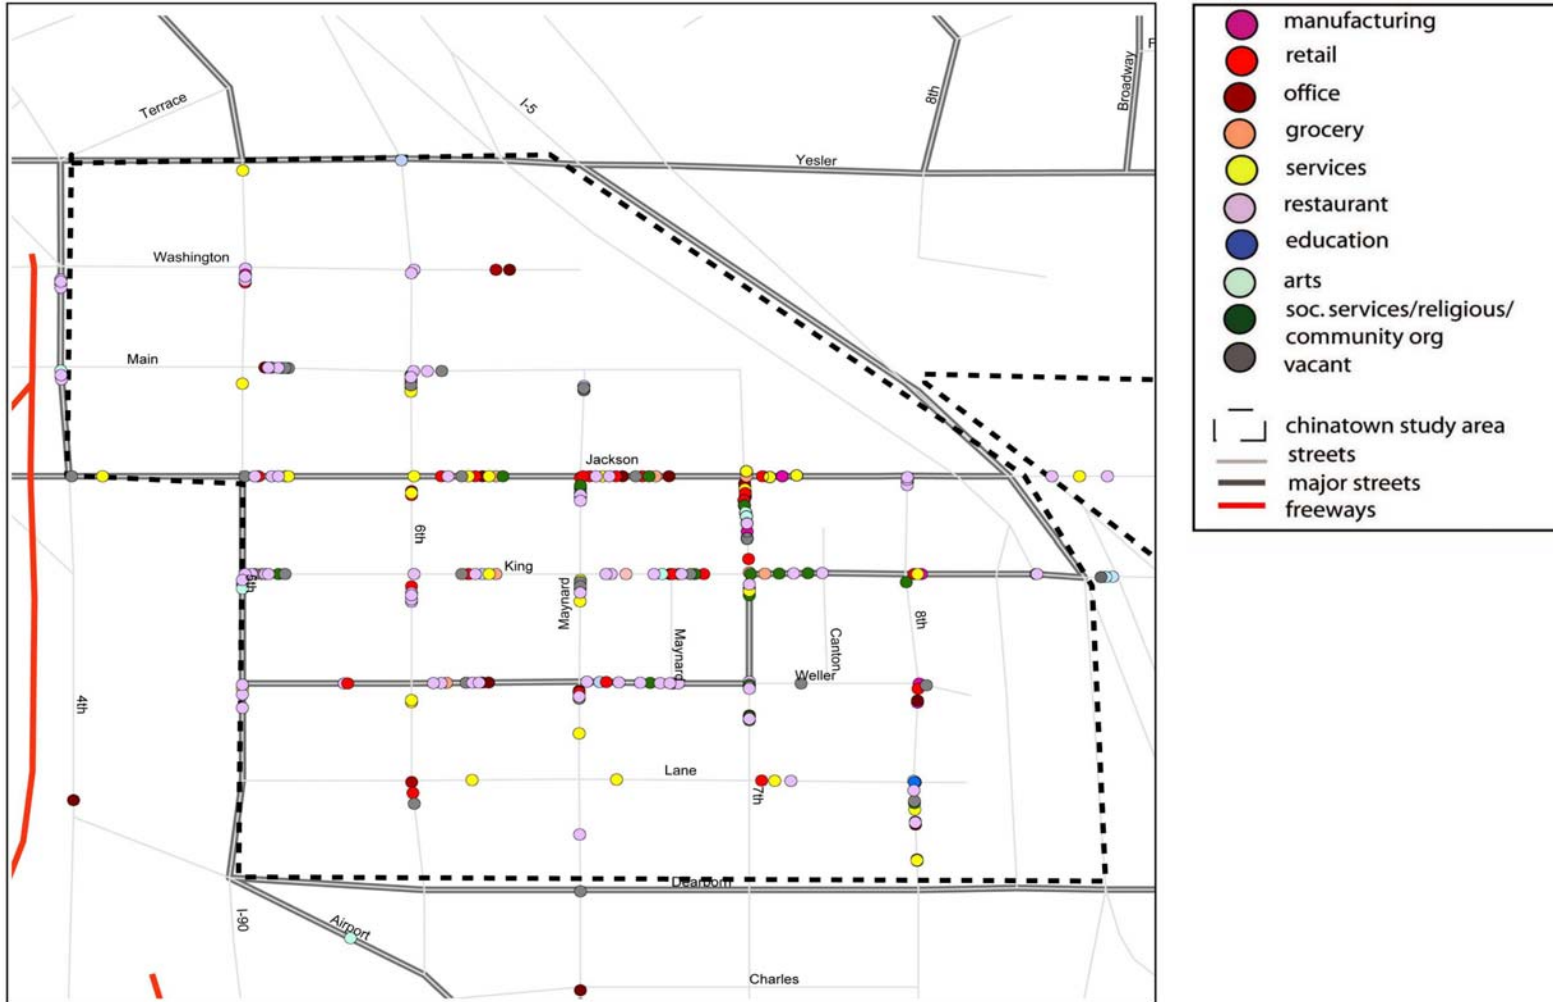 Terrace
I-5
8th
Broadway
F
Yesler
Washington
Main
Jackson
6th
King
5th
Maynard
Maynard
Canton
8th
Weller
4th
Lane
7th
Dearborn
I-90
Airport
Charles
manufacturing
retail
office
grocery
services
restaurant
education
arts
soc. services/religious/
community org
vacant
chinatown study area
streets
major streets
freeways